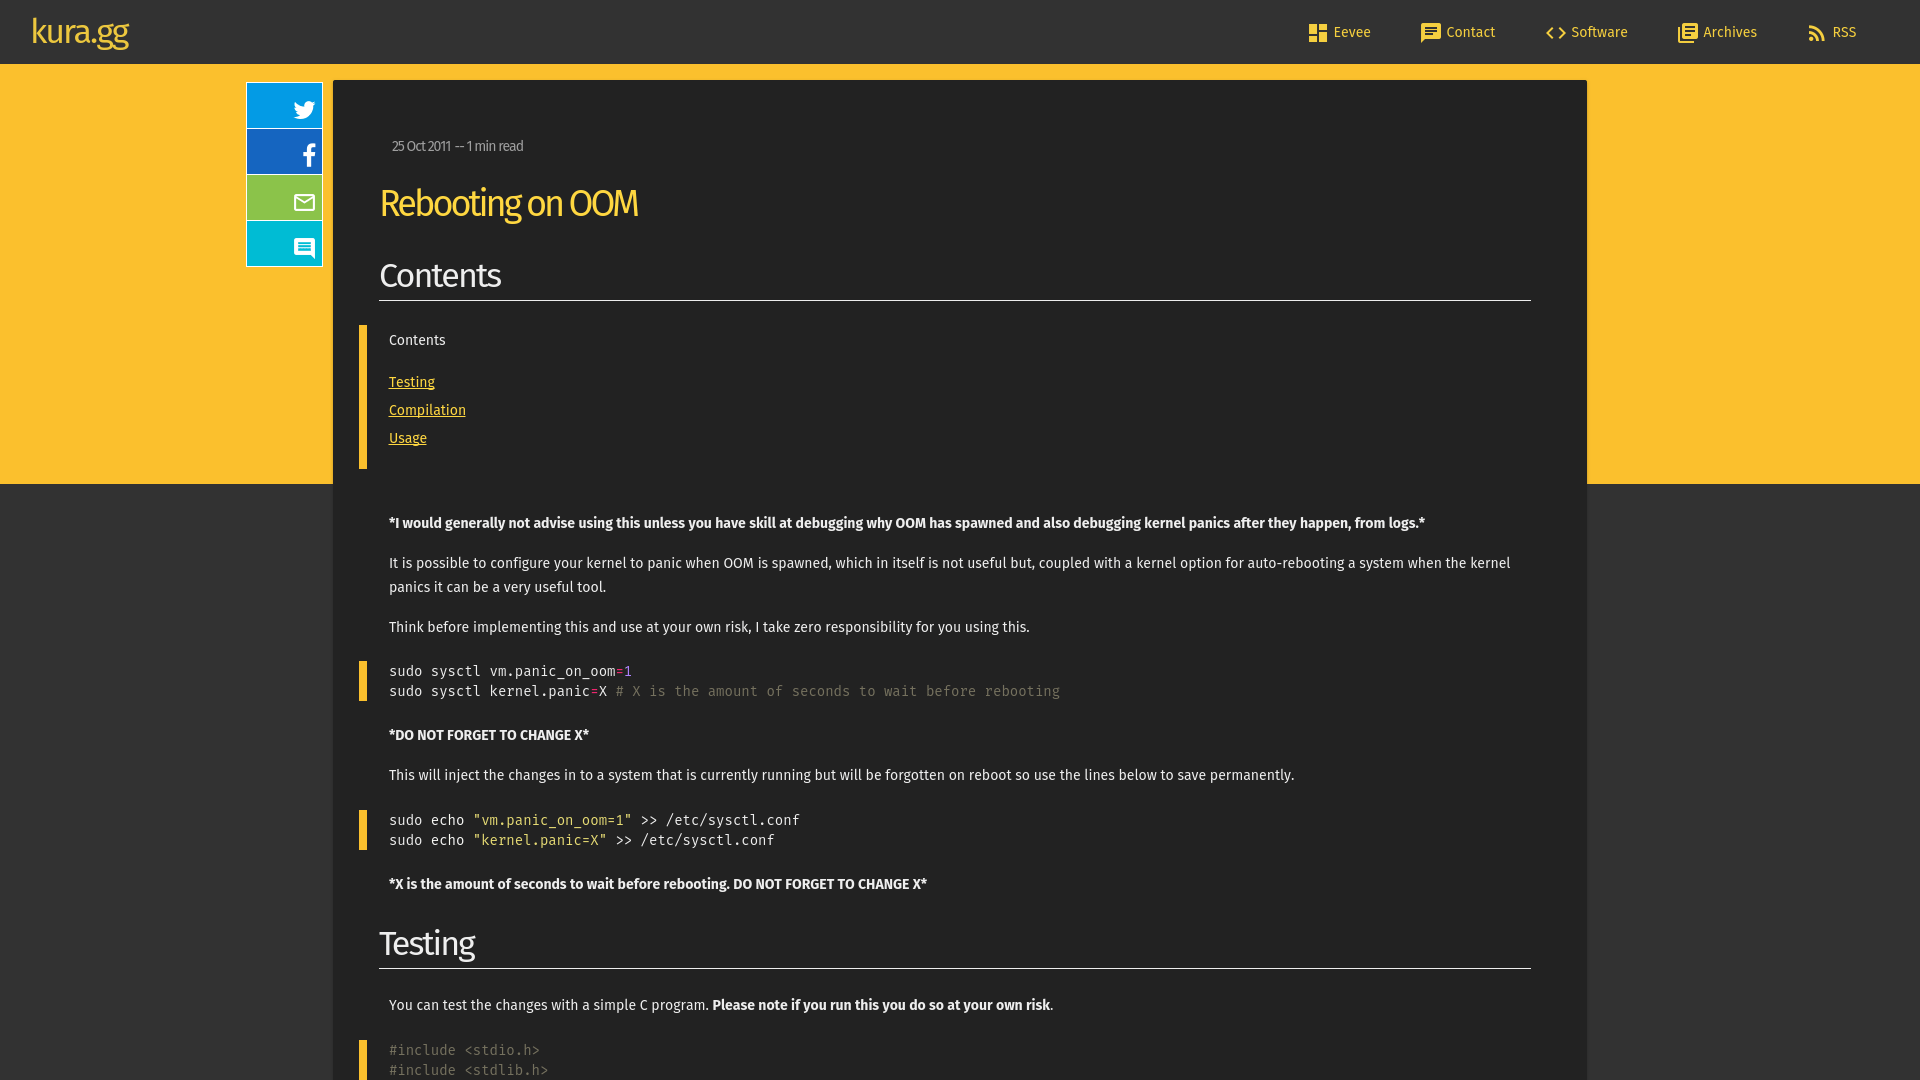 kura.gg
Eevee
Contact
Software
Archives
RSS
25 Oct 2011 -- 1 min read
Rebooting on OOM
Contents
Contents
Testing
Compilation
Usage
*I would generally not advise using this unless you have skill at debugging why OOM has spawned and also debugging kernel panics after they happen, from logs.*
It is possible to configure your kernel to panic when OOM is spawned, which in itself is not useful but, coupled with a kernel option for auto-rebooting a system when the kernel
panics it can be a very useful tool.
Think before implementing this and use at your own risk, I take zero responsibility for you using this.
sudo sysctl vm.panic_on_oom=1
sudo sysctl kernel.panic=X # X is the amount of seconds to wait before rebooting
*DO NOT FORGET TO CHANGE X*
This will inject the changes in to a system that is currently running but will be forgotten on reboot so use the lines below to save permanently.
sudo echo "vm.panic_on_oom=1" >> /etc/sysctl.conf
sudo echo "kernel.panic=X" >> /etc/sysctl.conf
*X is the amount of seconds to wait before rebooting. DO NOT FORGET TO CHANGE X*
Testing
You can test the changes with a simple C program. Please note if you run this you do so at your own risk.
#include <stdio.h>
#include <stdlib.h>